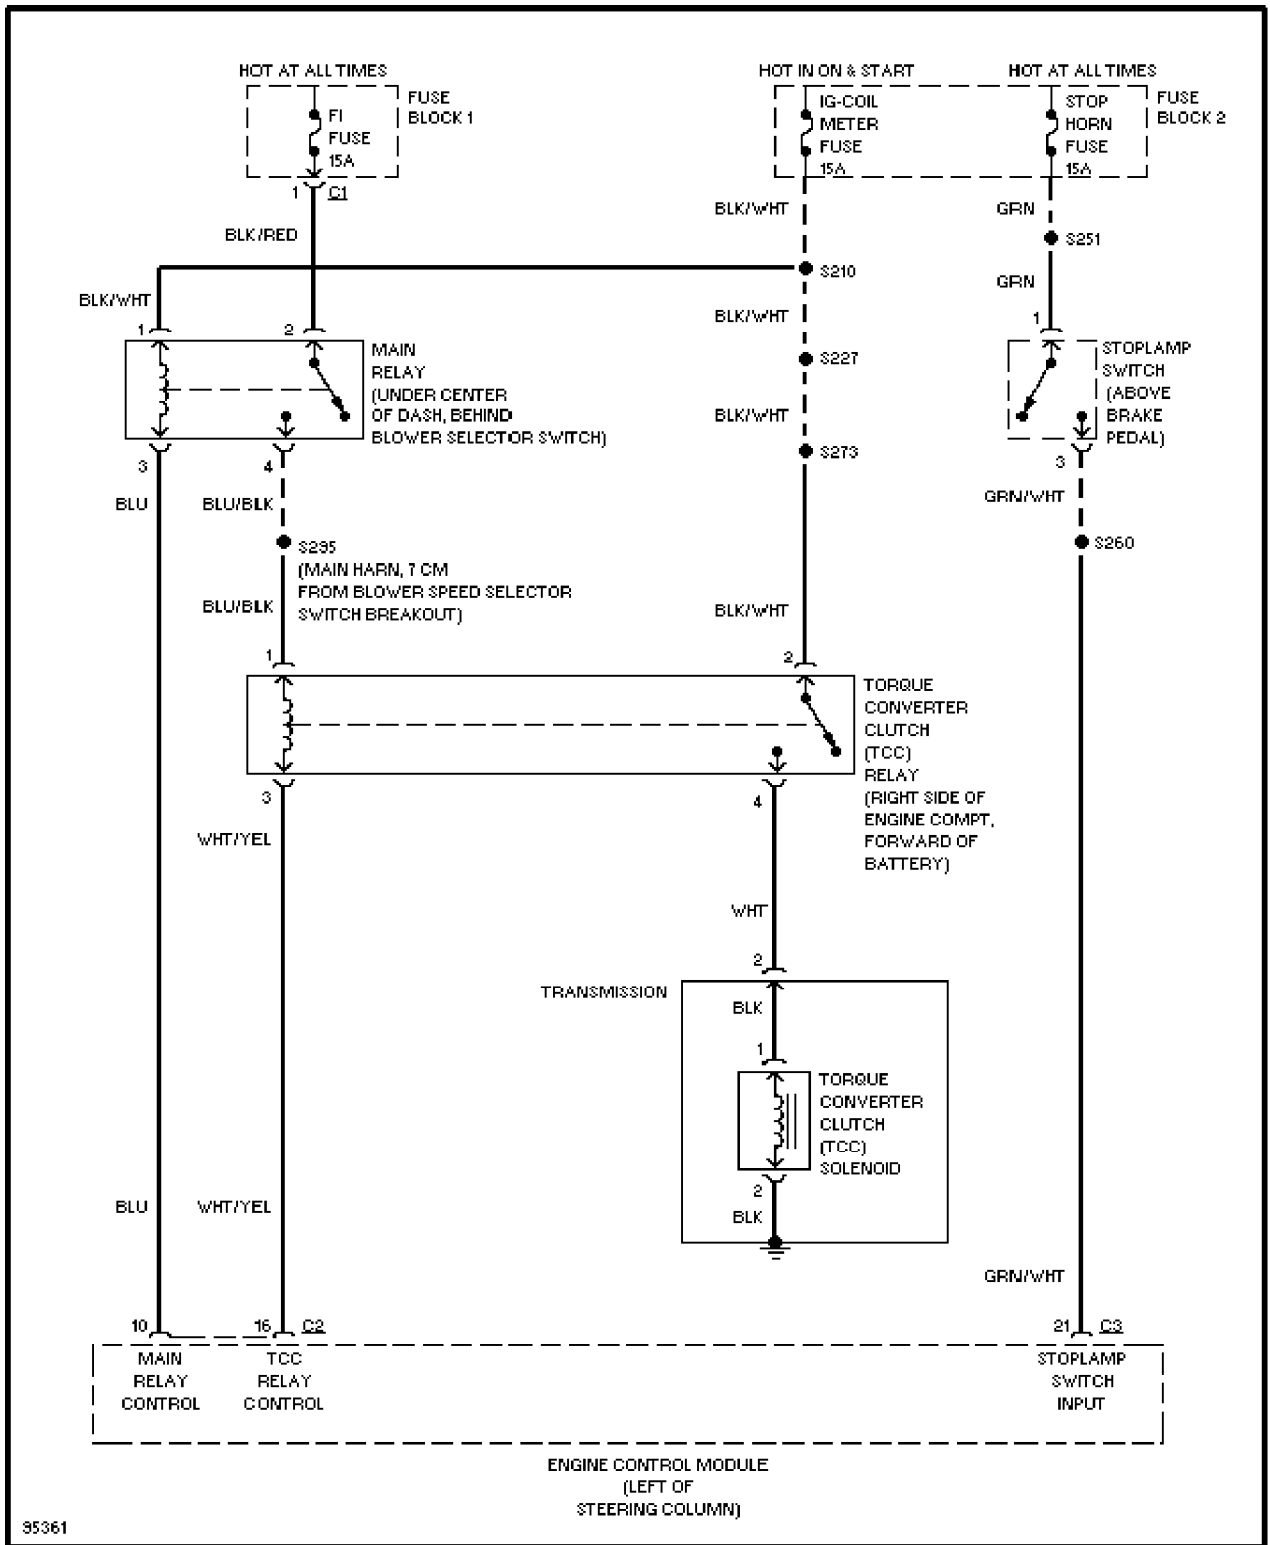 HOT AT ALL TIMES
HOT IN ON & START
HOT AT ALL TIMES
FI
FUSE
15A
FUSE
BLOCK 1
IG-COIL
METER
FUSE
15A
STOP
HORN
FUSE
15A
FUSE
BLOCK 2
1
C1
BLK/RED
BLK/WHT
GRN
S251
S210
GRN
BLK/WHT
BLK/WHT
1
2
1
MAIN
RELAY
(UNDER CENTER
OF DASH, BEHIND
BLOWER SELECTOR SWITCH)
S227
STOPLAMP
SWITCH
(ABOVE
BRAKE
PEDAL)
BLK/WHT
S273
3
4
3
BLU
BLU/BLK
GRN/WHT
S295
(MAIN HARN, 7 CM
FROM BLOWER SPEED SELECTOR
SWITCH BREAKOUT)
S260
BLU/BLK
BLK/WHT
1
2
TORQUE
CONVERTER
CLUTCH
(TCC)
RELAY
(RIGHT SIDE OF
ENGINE COMPT,
FORWARD OF
BATTERY)
3
4
WHT/YEL
WHT
2
TRANSMISSION
BLK
1
TORQUE
CONVERTER
CLUTCH
(TCC)
SOLENOID
2
BLK
BLU
WHT/YEL
GRN/WHT
10
16
C2
21
C3
MAIN
RELAY
CONTROL
TCC
RELAY
CONTROL
STOPLAMP
SWITCH
INPUT
ENGINE CONTROL MODULE
(LEFT OF
STEERING COLUMN)
95361